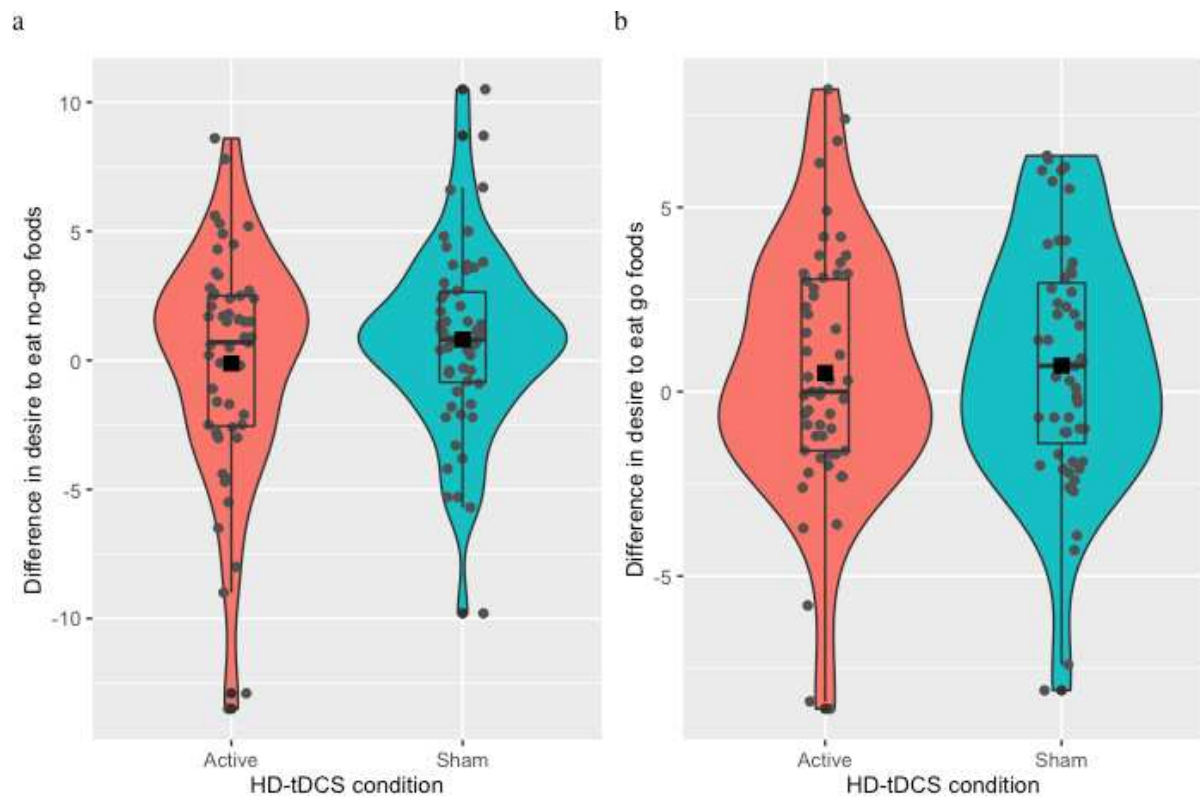 a
b
Difference in desire to eat no-go foods
10
5
0
-5
-10
Active
Sham
HD-tDCS condition
Difference in desire to eat go foods
5
0
-5
Active
Sham
HD-tDCS condition